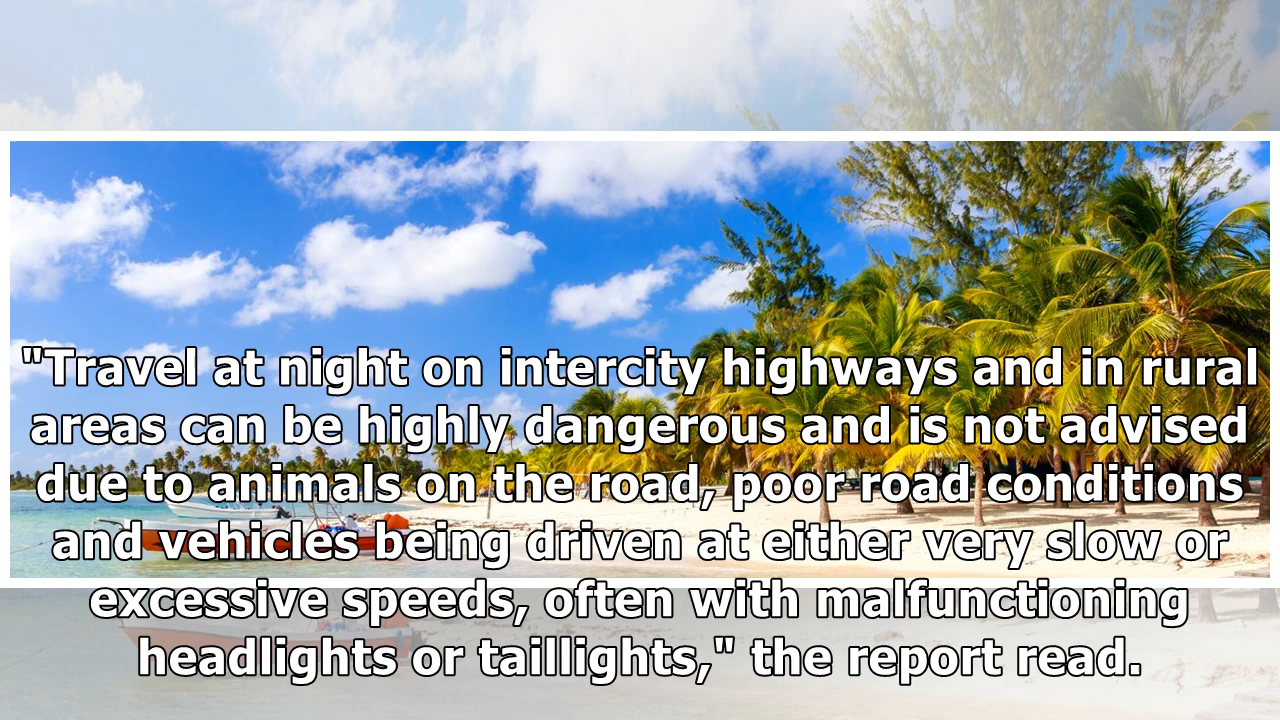 "Travel at night on intercity highways and in rural
areas can be highly dangerous and is not advised
due to animals on the road, poor road conditions
and vehicles being driven at either very slow or
excessive speeds, often with malfunctioning
headlights or taillights," the report read.